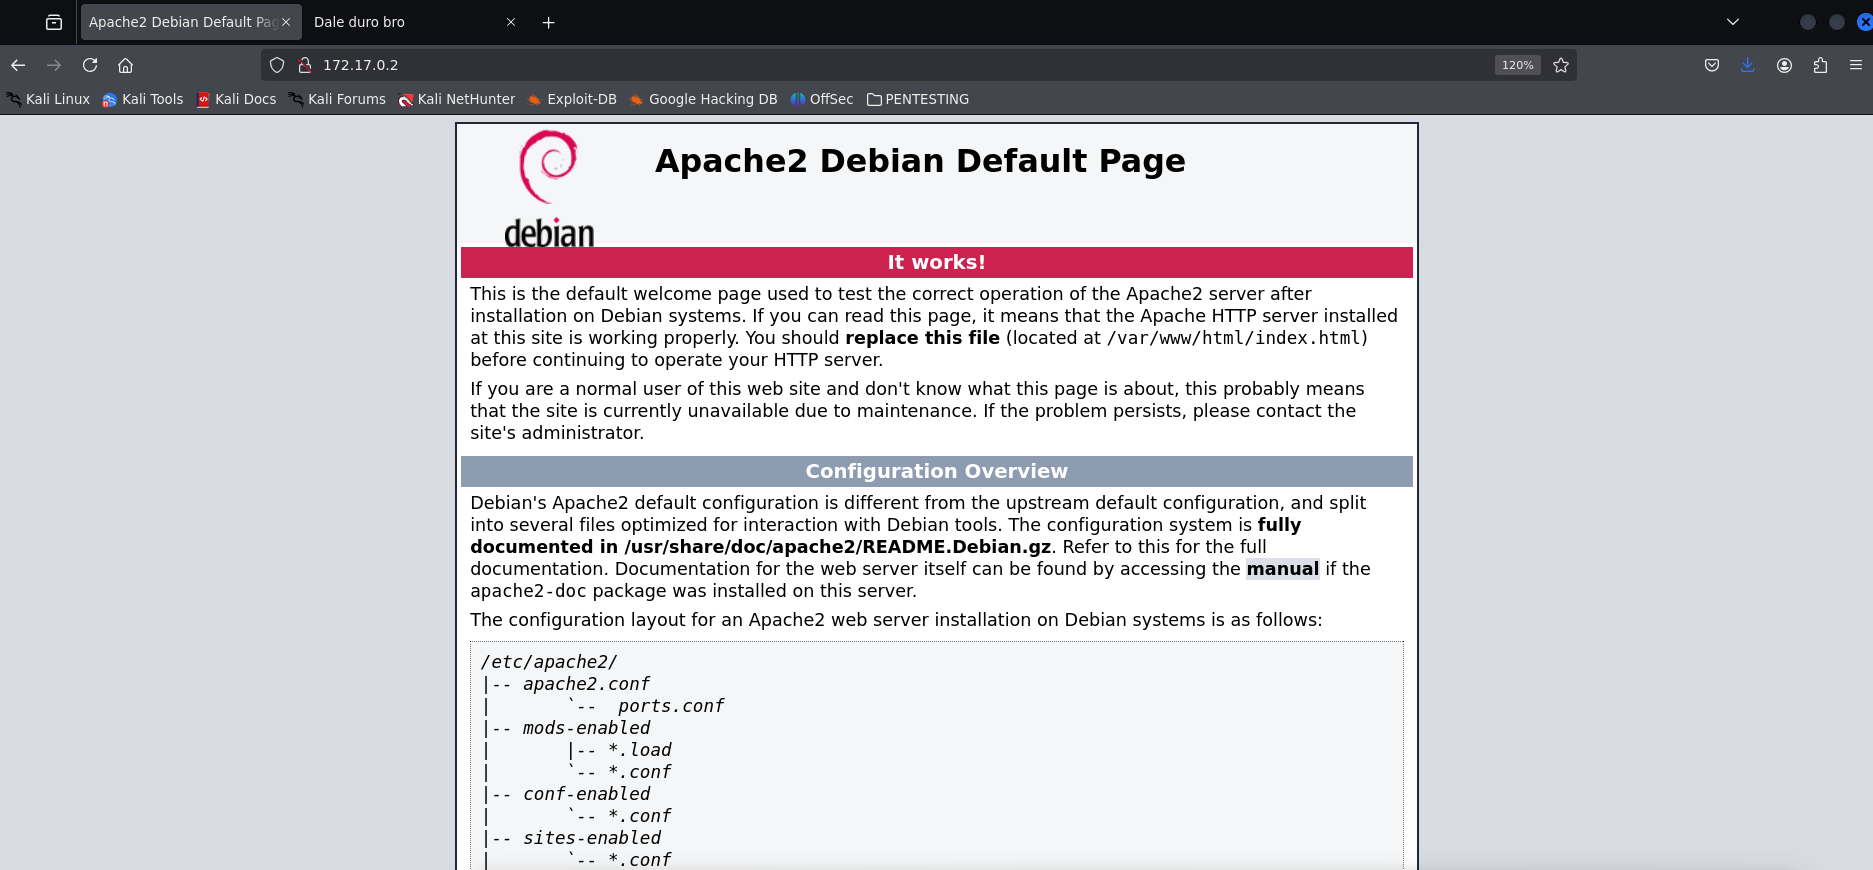 Apache2 Debian Default Pag
Dale duro bro
172.17.0.2
120%
Kali Linux
Kali Tools
Kali Docs
Kali Forums
Kali NetHunter
Exploit-DB
Google Hacking DB
OffSec
PENTESTING
debian
Apache2 Debian Default Page
It works!
This is the default welcome page used to test the correct operation of the Apache2 server after
installation on Debian systems. If you can read this page, it means that the Apache HTTP server installed
at this site is working properly. You should replace this file (located at /var/www/html/index.html)
before continuing to operate your HTTP server.
If you are a normal user of this web site and don't know what this page is about, this probably means
that the site is currently unavailable due to maintenance. If the problem persists, please contact the
site's administrator.
Configuration Overview
Debian's Apache2 default configuration is different from the upstream default configuration, and split
into several files optimized for interaction with Debian tools. The configuration system is fully
documented in /usr/share/doc/apache2/README.Debian.gz. Refer to this for the full
documentation. Documentation for the web server itself can be found by accessing the manual if the
apache2-doc package was installed on this server.
The configuration layout for an Apache2 web server installation on Debian systems is as follows:
/etc/apache2/
|-- apache2.conf
|       `--  ports.conf
|-- mods-enabled
|       |-- *.load
|       `-- *.conf
|-- conf-enabled
|       `-- *.conf
|-- sites-enabled
|       `-- *.conf